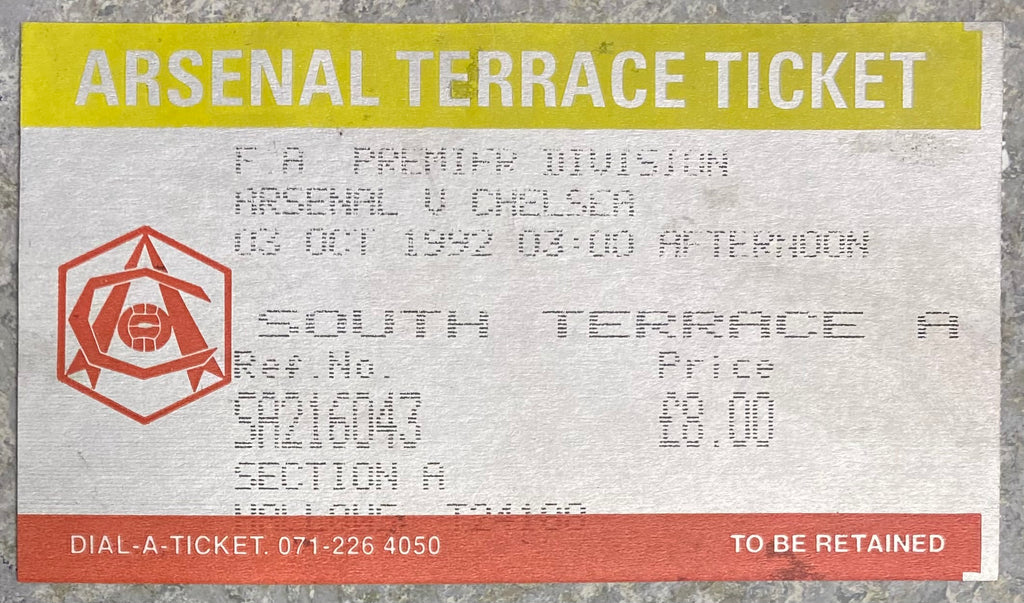 ARSENAL TERRACE TICKET
F A PREMIER DIVISION
ARSENAL V CHELSEA
03 OCT 1992 03:00 AFTERNOON
SOUTH TERRACE A
Ref.No. Price
SA216043 £8.00
SECTION A
DIAL-A-TICKET. 071-226 4050 TO BE RETAINED